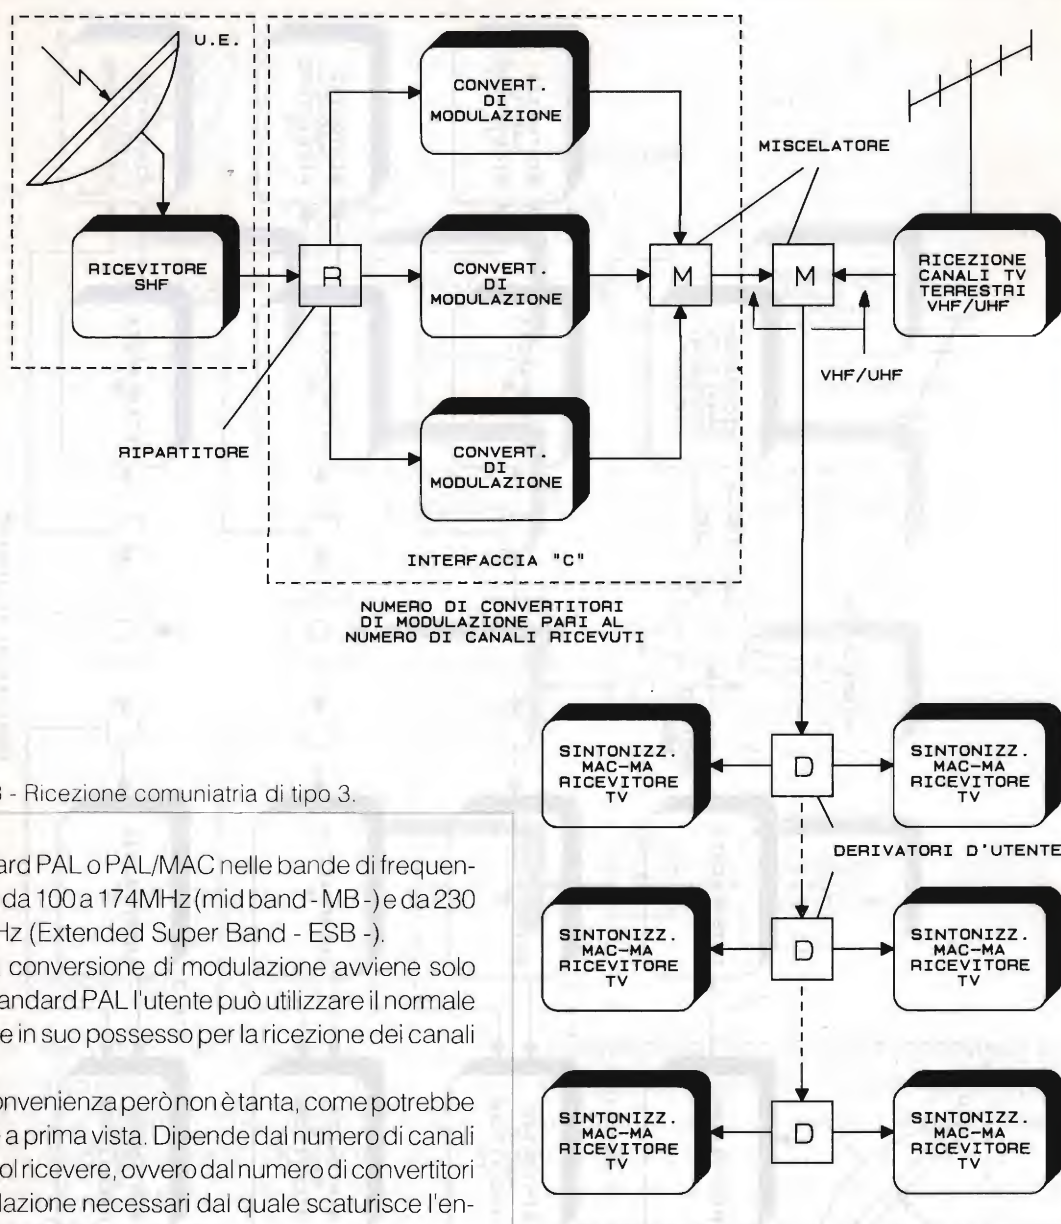 U.E.
CONVERT.
DI
MODULAZIONE
MISCELATORE
RICEVITORE
SHF
R
CONVERT.
DI
MODULAZIONE
M
M
RICEZIONE
CANALI TV
TERRESTRI
VHF/UHF
VHF/UHF
RIPARTITORE
CONVERT.
DI
MODULAZIONE
INTERFACCIA "C"
NUMERO DI CONVERTITORI
DI MODULAZIONE PARI AL
NUMERO DI CANALI RICEVUTI
SINTONIZZ.
MAC-MA
RICEVITORE
TV
D
SINTONIZZ.
MAC-MA
RICEVITORE
TV
DERIVATORI D'UTENTE
SINTONIZZ.
MAC-MA
RICEVITORE
TV
D
SINTONIZZ.
MAC-MA
RICEVITORE
TV
SINTONIZZ.
MAC-MA
RICEVITORE
TV
D
SINTONIZZ.
MAC-MA
RICEVITORE
TV
- Ricezione comuniatria di tipo 3.
ard PAL o PAL/MAC nelle bande di frequen-
da 100 a 174MHz (mid band - MB -) e da 230
Hz (Extended Super Band - ESB -).
conversione di modulazione avviene solo
tandard PAL l'utente può utilizzare il normale
e in suo possesso per la ricezione dei canali
onvenienza però non è tanta, come potrebbe
a prima vista. Dipende dal numero di canali
ol ricevere, ovvero dal numero di convertitori
lazione necessari dal quale scaturisce l'en-